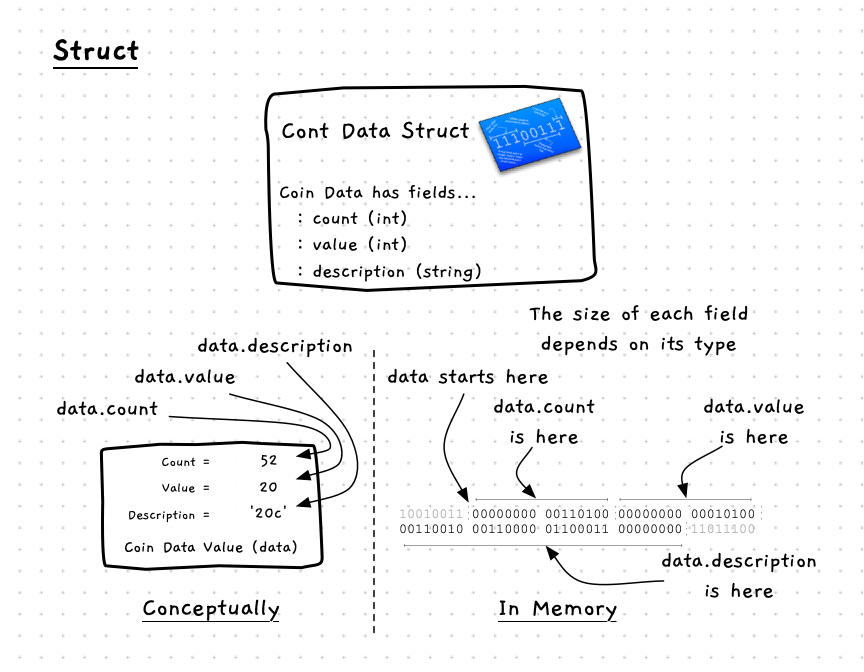 Struct
Cont Data Struct
11100111
Coin Data has fields...
: count (int)
: value (int)
: description (string)
The size of each field
depends on its type
data.description
data.value
data.count
Count = 52
Value = 20
Description = '20c'
Coin Data Value (data)
Conceptually
data starts here
data.count
is here
data.value
is here
10010011 00000000 00110100 00000000 00010100
00110010 00110000 01100011 00000000 11011100
data.description
is here
In Memory